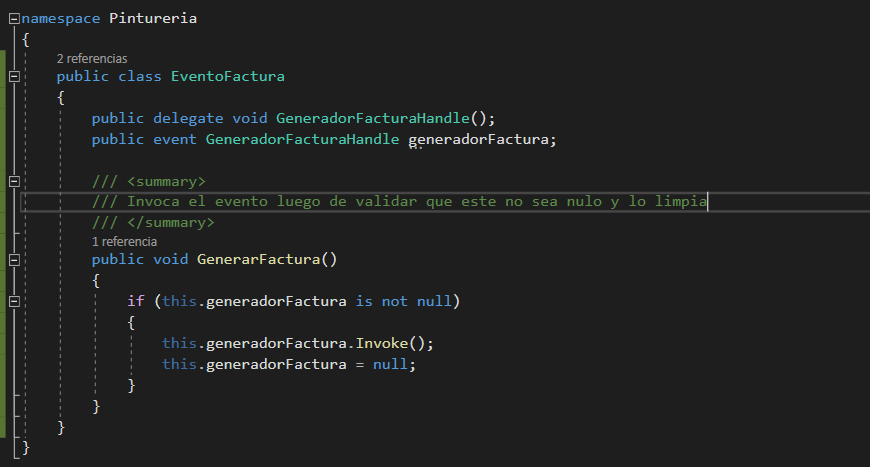 namespace Pintureria
{
2 referencias
public class EventoFactura
{
public delegate void GeneradorFacturaHandle();
public event GeneradorFacturaHandle generadorFactura;
/// <summary>
/// Invoca el evento luego de validar que este no sea nulo y lo limpia
/// </summary>
1 referencia
public void GenerarFactura()
{
if (this.generadorFactura is not null)
{
this.generadorFactura.Invoke();
this.generadorFactura = null;
}
}
}
}